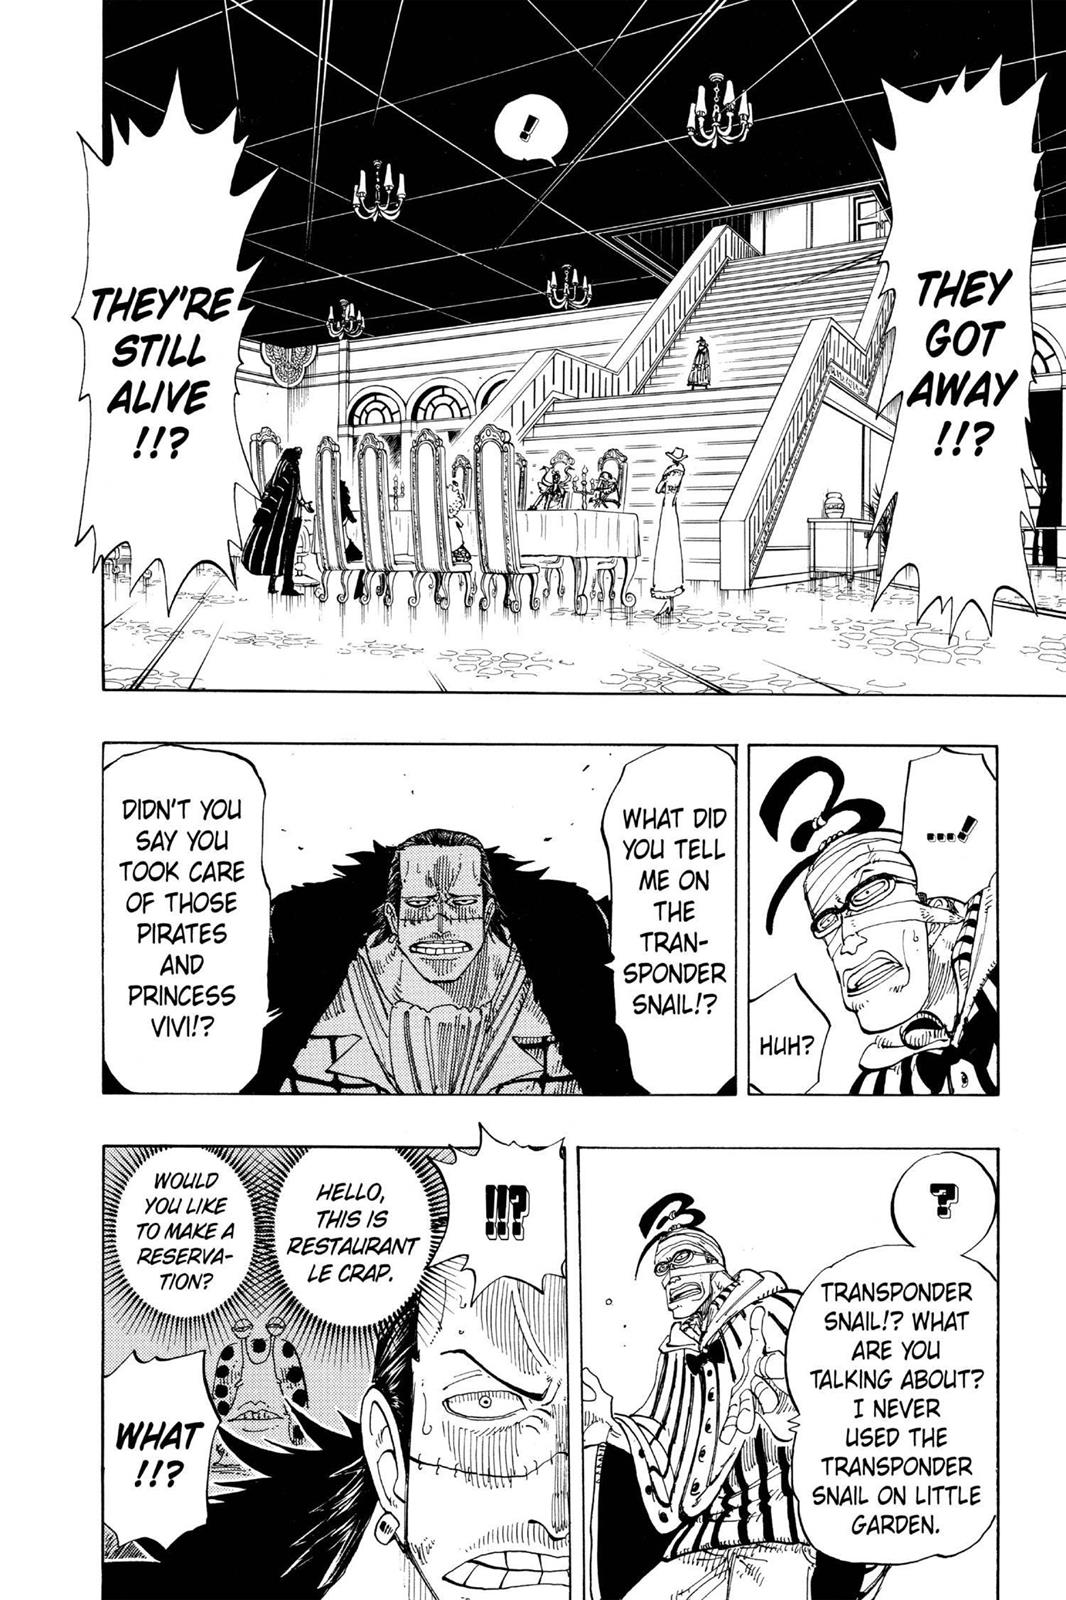 !
THEY
GOT
AWAY
!!?
THEY'RE
STILL
ALIVE
!!?
....!
HUH?
WHAT DID
YOU TELL
ME ON
THE
TRAN-
SPONDER
SNAIL!?
DIDN'T YOU
SAY YOU
TOOK CARE
OF THOSE
PIRATES
AND
PRINCESS
VIVI!?
?
TRANSPONDER
SNAIL!? WHAT
ARE YOU
TALKING ABOUT?
I NEVER
USED THE
TRANSPONDER
SNAIL ON LITTLE
GARDEN.
!!?
HELLO,
THIS IS
RESTAURANT
LE CRAP.
WOULD
YOU LIKE
TO MAKE A
RESERVA-
TION?
WHAT
!!?